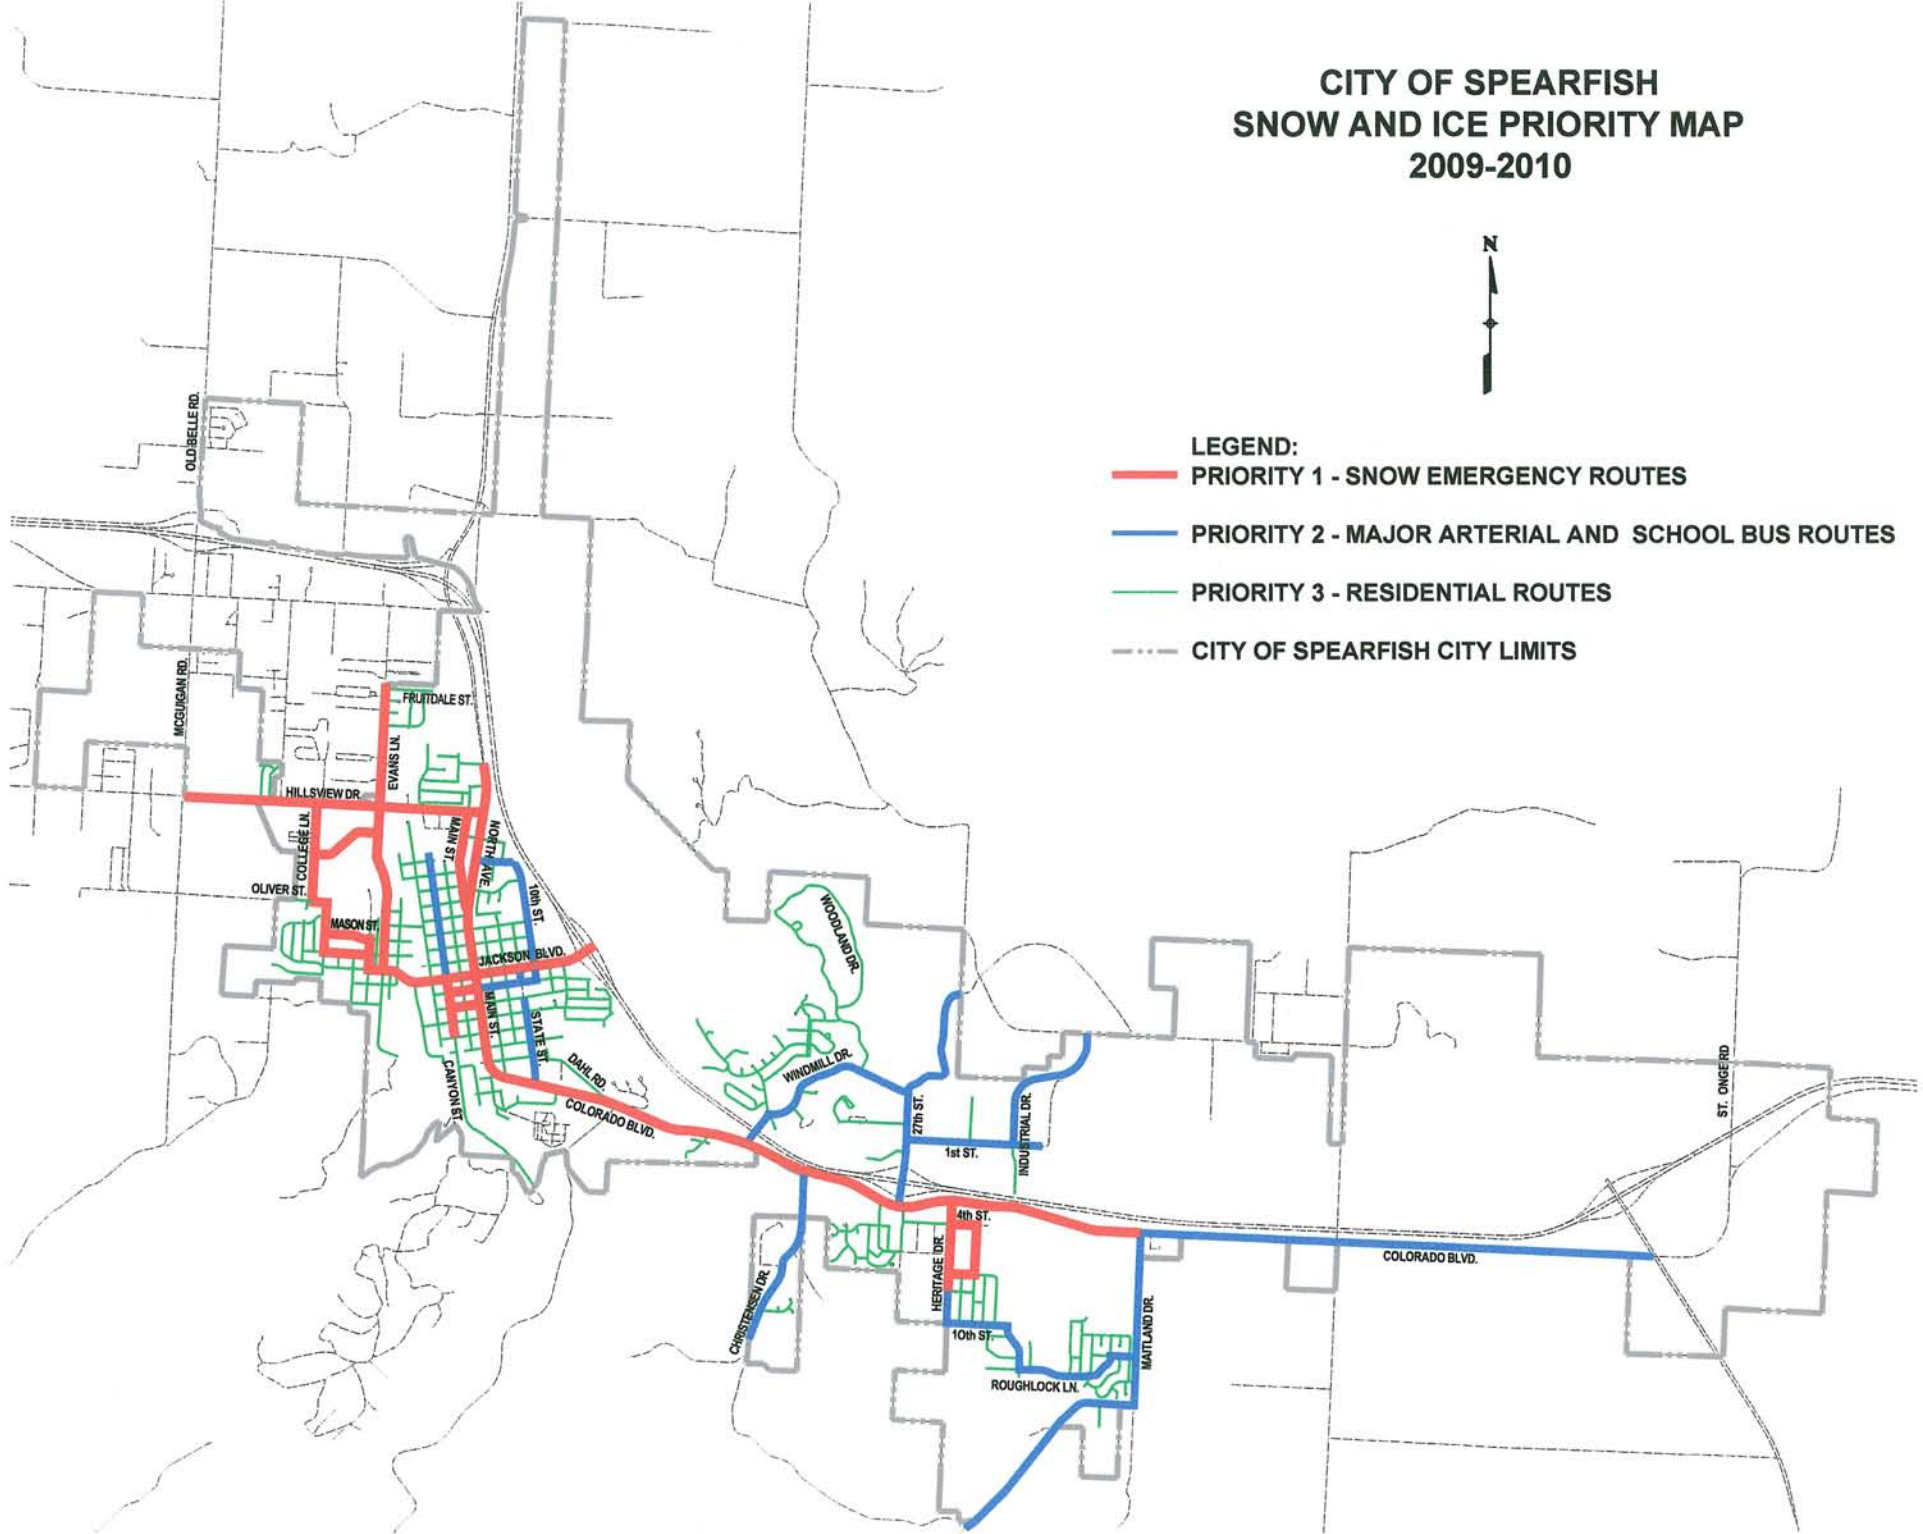 CITY OF SPEARFISH
SNOW AND ICE PRIORITY MAP
2009-2010
N
LEGEND:
PRIORITY 1 - SNOW EMERGENCY ROUTES
PRIORITY 2 - MAJOR ARTERIAL AND SCHOOL BUS ROUTES
PRIORITY 3 - RESIDENTIAL ROUTES
CITY OF SPEARFISH CITY LIMITS
OLD BELLE RD.
MCGUIGAN RD.
FRUITDALE ST.
EVANS LN.
HILLSVIEW DR.
COLLEGE LN.
MAIN ST.
NORTH AVE.
OLIVER ST.
10th ST.
MASON ST.
JACKSON BLVD.
WOODLAND DR.
MAIN ST.
STATE ST.
DAHL RD.
CANYON ST
COLORADO BLVD.
WINDMILL DR.
27th ST.
1st ST.
INDUSTRIAL DR.
ST. ONGE RD
4th ST.
HERITAGE DR.
COLORADO BLVD.
CHRISTENSEN DR.
10th ST.
MAITLAND DR.
ROUGHLOCK LN.